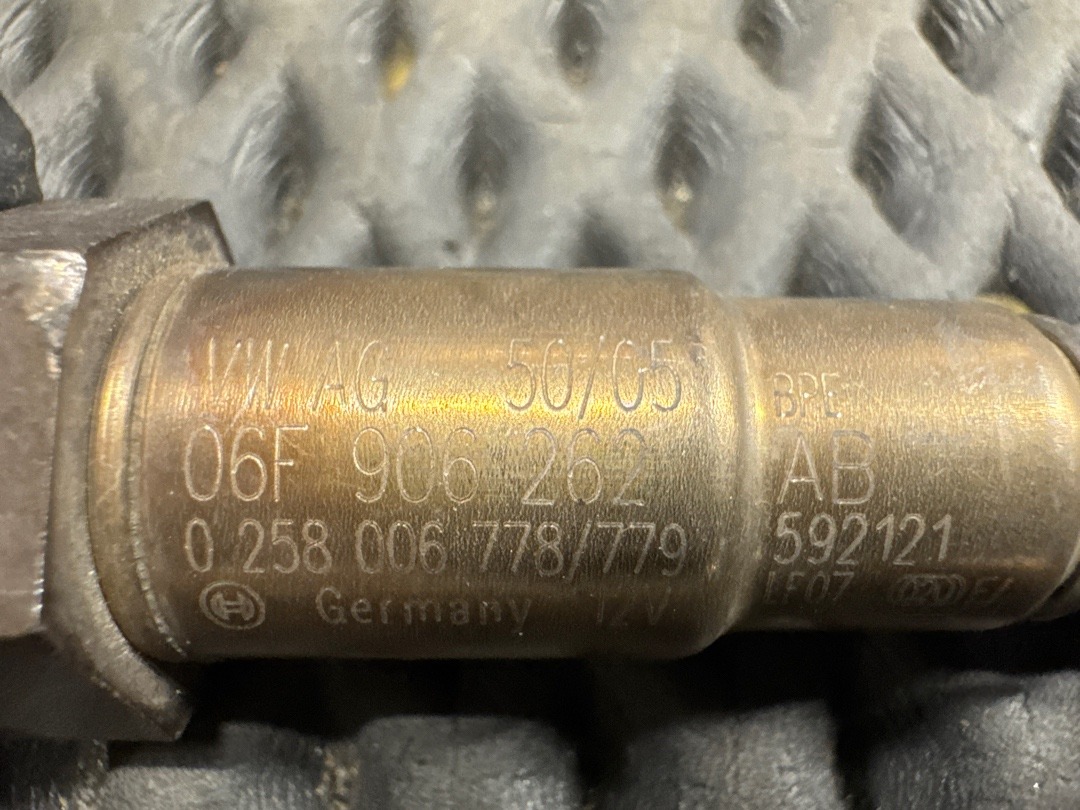 VW AG 50/05
06F 906 262
0 258 006 778/779
Germany 12V
BPE
AB
592121
LF07